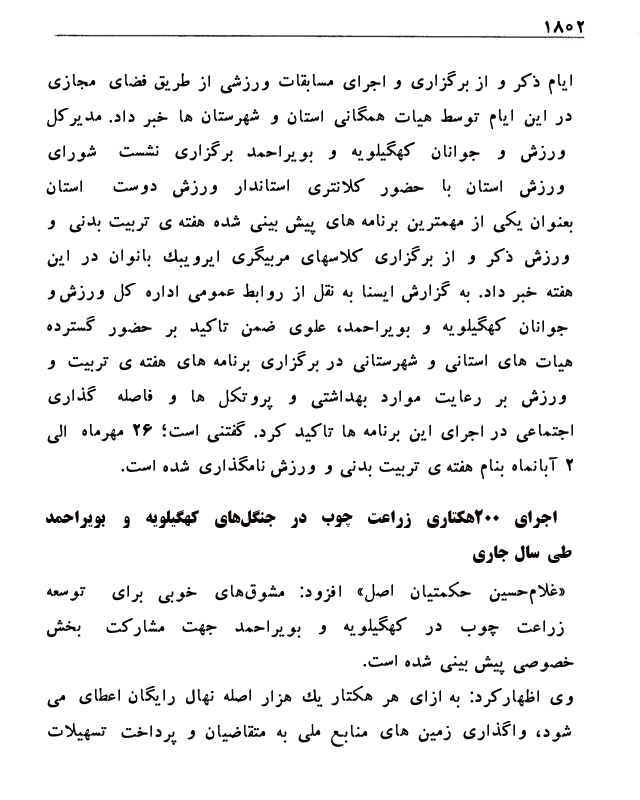 ۱۸۰۲
ایام ذکر و از برگزاری و اجرای مسابقات ورزشی از طریق فضای مجازی
در این ایام توسط هیات همگانی استان و شهرستان ها خبر داد. مدیرکل
ورزش و جوانان کهگیلویه و بویراحمد برگزاری نشست شورای
ورزش استان با حضور کلانتری استاندار ورزش دوست استان
بعنوان یکی از مهمترین برنامه های پیش بینی شده هفته ی تربیت بدنی و
ورزش ذکر و از برگزاری کلاسهای مربیگری ایروبیك بانوان در این
هفته خبر داد. به گزارش ایسنا به نقل از روابط عمومی اداره کل ورزش و
جوانان کهگیلویه و بویراحمد، علوی ضمن تاکید بر حضور گسترده
هیات های استانی و شهرستانی در برگزاری برنامه های هفته ی تربیت و
ورزش بر رعایت موارد بهداشتی و پروتکل ها و فاصله گذاری
اجتماعی در اجرای این برنامه ها تاکید کرد. گفتنی است؛ ۲۶ مهرماه الی
۲ آبانماه بنام هفته ی تربیت بدنی و ورزش نامگذاری شده است.
اجرای ۲۰۰هکتاری زراعت چوب در جنگل‌های کهگیلویه و بویراحمد
طی سال جاری
«غلام‌حسین حکمتیان اصل» افزود: مشوق‌های خوبی برای توسعه
زراعت چوب در کهگیلویه و بویراحمد جهت مشارکت بخش
خصوصی پیش بینی شده است.
وی اظهارکرد: به ازای هر هکتار یك هزار اصله نهال رایگان اعطای می
شود، واگذاری زمین های منابع ملی به متقاضیان و پرداخت تسهیلات